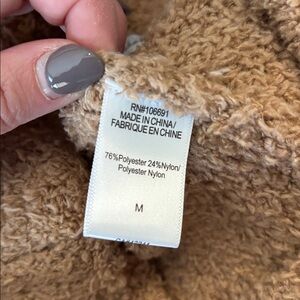 RN#106691
MADE IN CHINA/
FABRIQUE EN CHINE
76%Polyester 24%Nylon/
Polyester Nylon
M